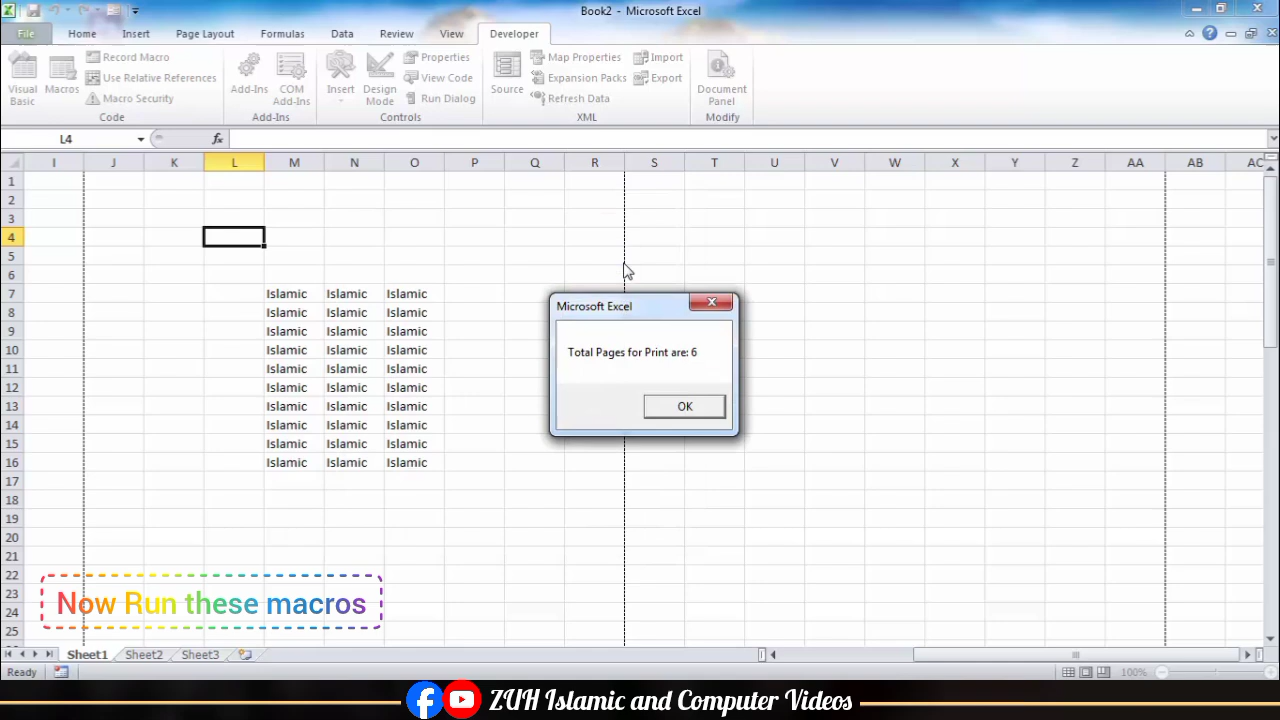 Book2 - Microsoft Excel
File Home Insert Page Layout Formulas Data Review View Developer
Visual Basic
Macros
Record Macro
Use Relative References
Macro Security
Code
Add-Ins
COM Add-Ins
Add-Ins
Insert
Design Mode
Properties
View Code
Run Dialog
Controls
Source
Map Properties
Expansion Packs
Refresh Data
Import
Export
XML
Document Panel
Modify
L4
fx
I J K L M N O P Q R S T U V W X Y Z AA AB AC
1
2
3
4
5
6
7 Islamic Islamic Islamic
8 Islamic Islamic Islamic
9 Islamic Islamic Islamic
10 Islamic Islamic Islamic
11 Islamic Islamic Islamic
12 Islamic Islamic Islamic
13 Islamic Islamic Islamic
14 Islamic Islamic Islamic
15 Islamic Islamic Islamic
16 Islamic Islamic Islamic
17
18
19
20
21
22
23
24
25
Microsoft Excel
Total Pages for Print are: 6
OK
Now Run these macros
Sheet1 Sheet2 Sheet3
Ready
100%
ZUH Islamic and Computer Videos